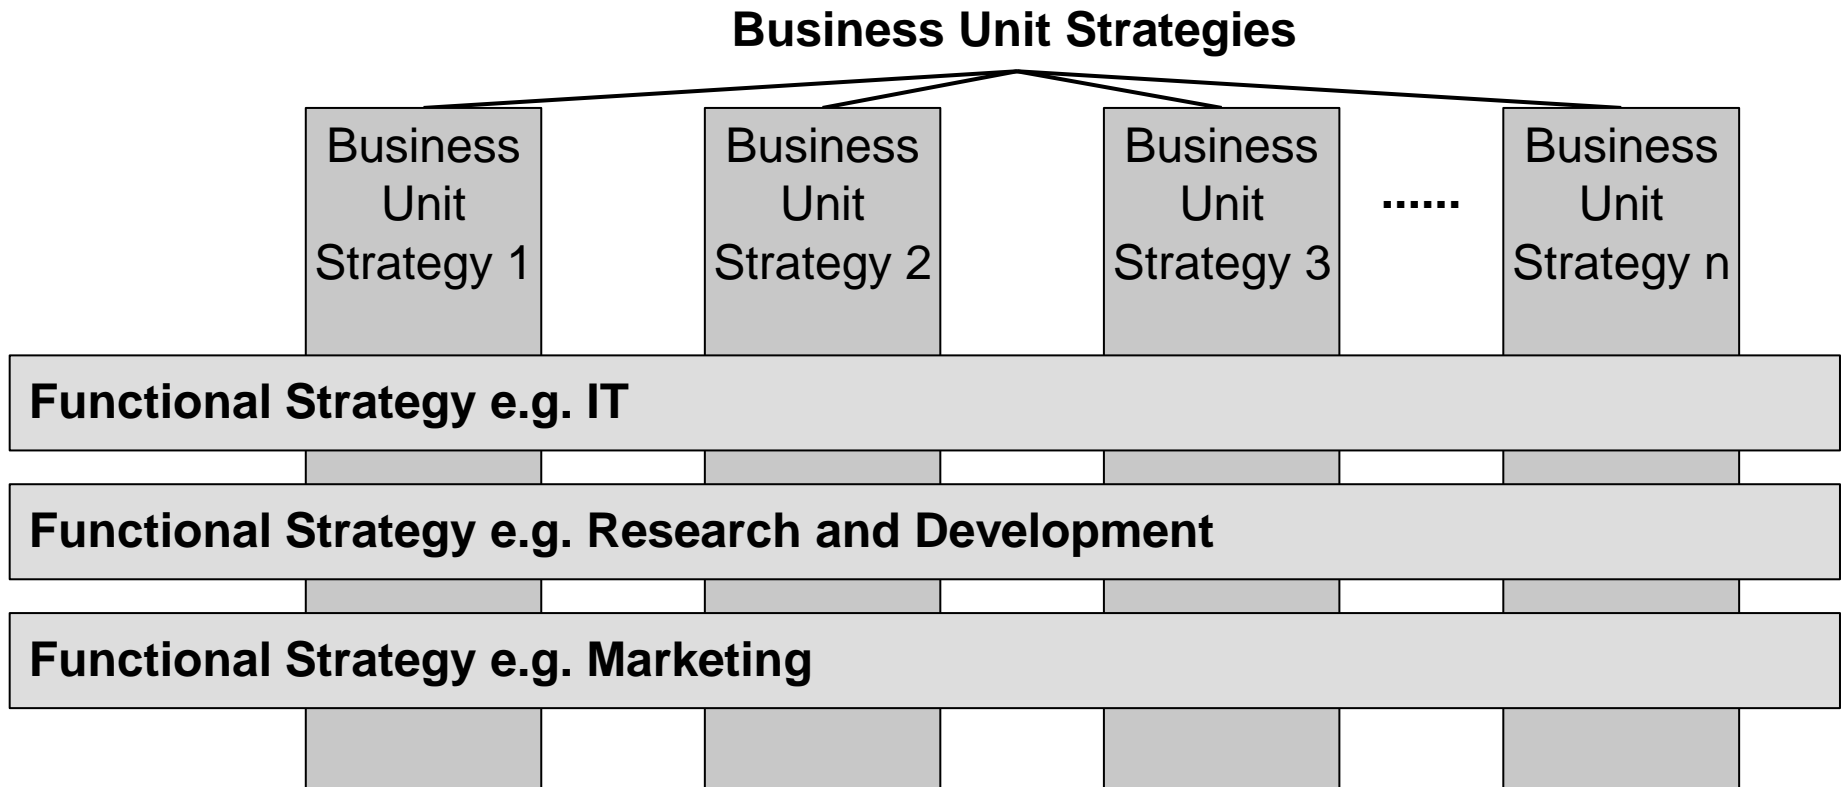 Business Unit Strategies
Business
Unit
Strategy 1
Business
Unit
Strategy 2
Business
Unit
Strategy 3
......
Business
Unit
Strategy n
Functional Strategy e.g. IT
Functional Strategy e.g. Research and Development
Functional Strategy e.g. Marketing